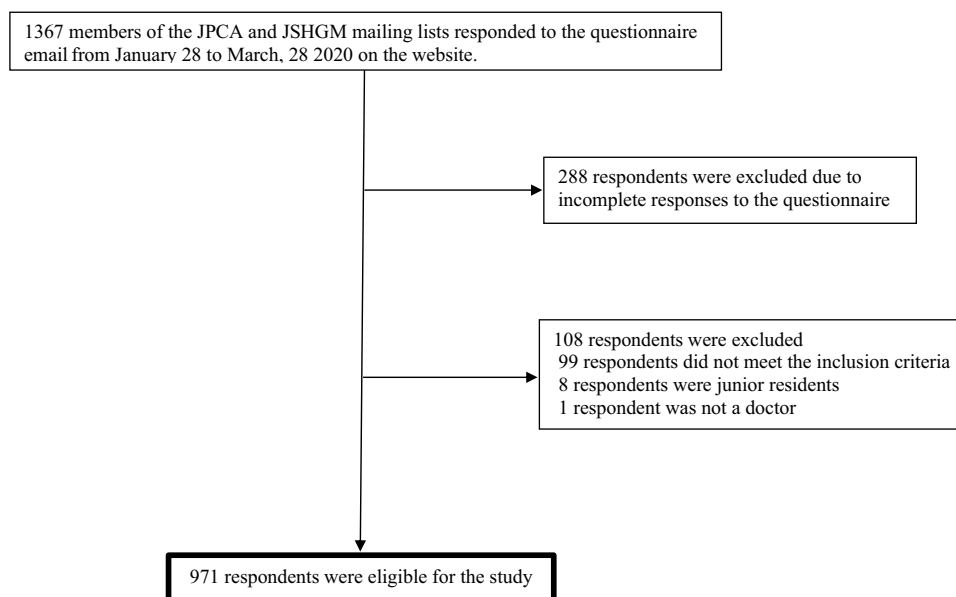 1367 members of the JPCA and JSHGM mailing lists responded to the questionnaire
email from January 28 to March, 28 2020 on the website.
288 respondents were excluded due to
incomplete responses to the questionnaire
108 respondents were excluded
99 respondents did not meet the inclusion criteria
8 respondents were junior residents
1 respondent was not a doctor
971 respondents were eligible for the study